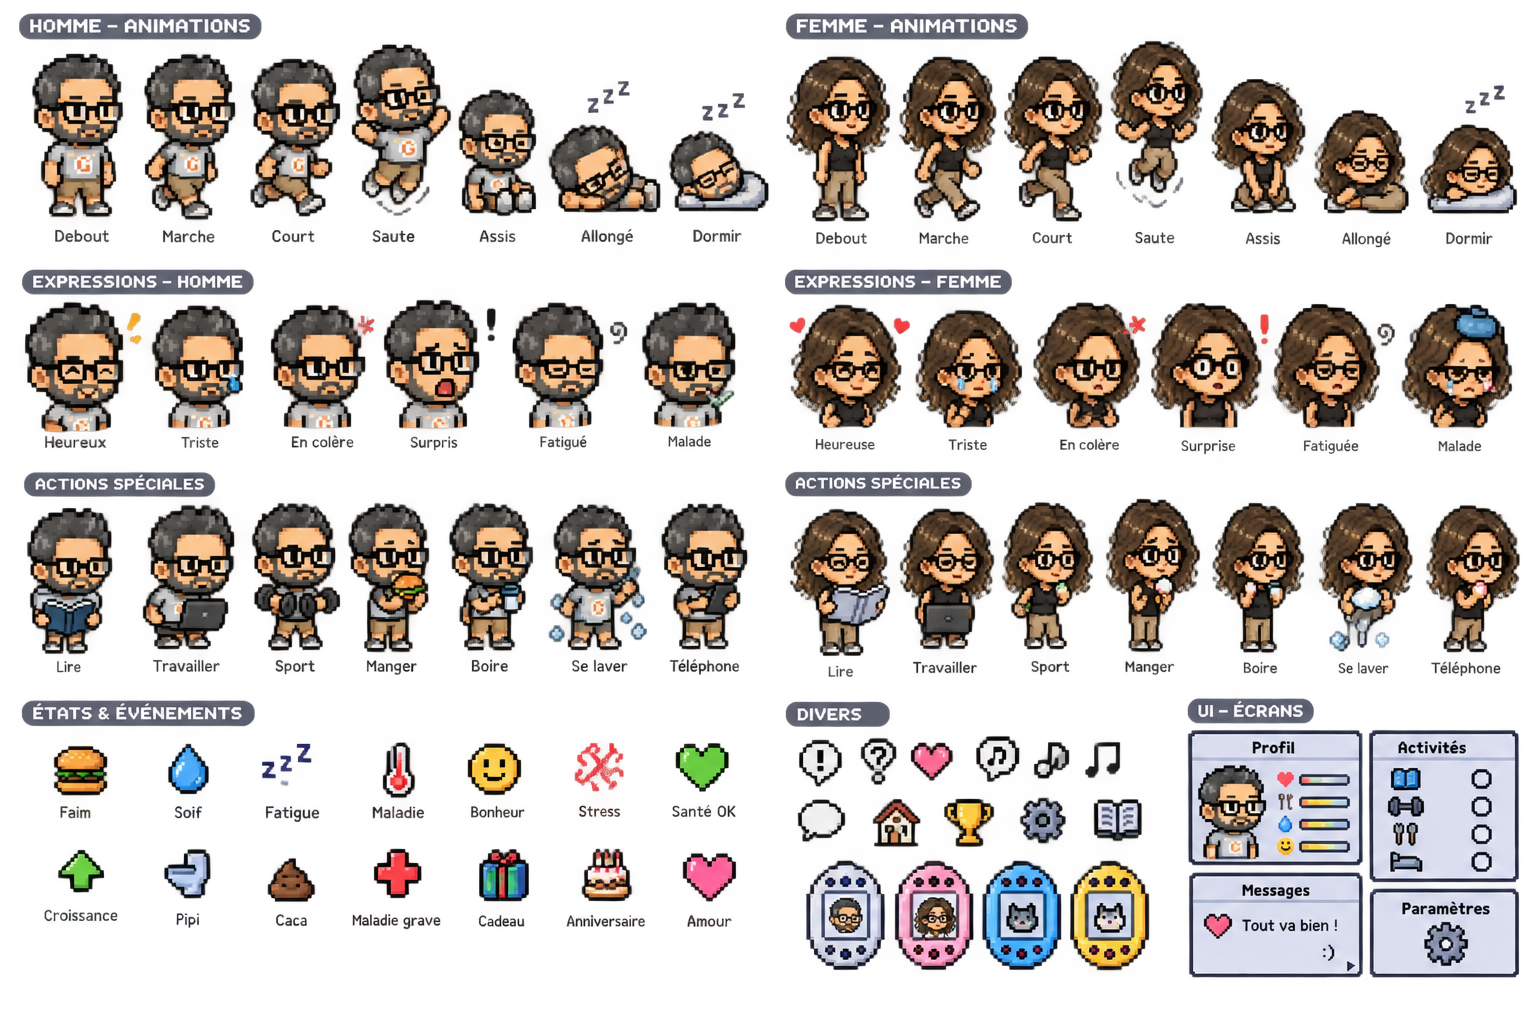 HOMME – ANIMATIONS
Debout
Marche
Court
Saute
Assis
z z z
Allongé
z z z
Dormir
FEMME – ANIMATIONS
Debout
Marche
Court
Saute
Assis
Allongé
z z z
Dormir
EXPRESSIONS – HOMME
Heureux
Triste
En colère
!
Surpris
Fatigué
Malade
EXPRESSIONS – FEMME
Heureuse
Triste
En colère
!
Surprise
Fatiguée
Malade
ACTIONS SPÉCIALES
Lire
Travailler
Sport
Manger
Boire
Se laver
Téléphone
ACTIONS SPÉCIALES
Lire
Travailler
Sport
Manger
Boire
Se laver
Téléphone
ÉTATS & ÉVÉNEMENTS
Faim
Soif
z z z
Fatigue
Maladie
Bonheur
Stress
Santé OK
Croissance
Pipi
Caca
Maladie grave
Cadeau
Anniversaire
Amour
DIVERS
!
?
UI – ÉCRANS
Profil
Activités
Messages
Tout va bien !
:)
Paramètres